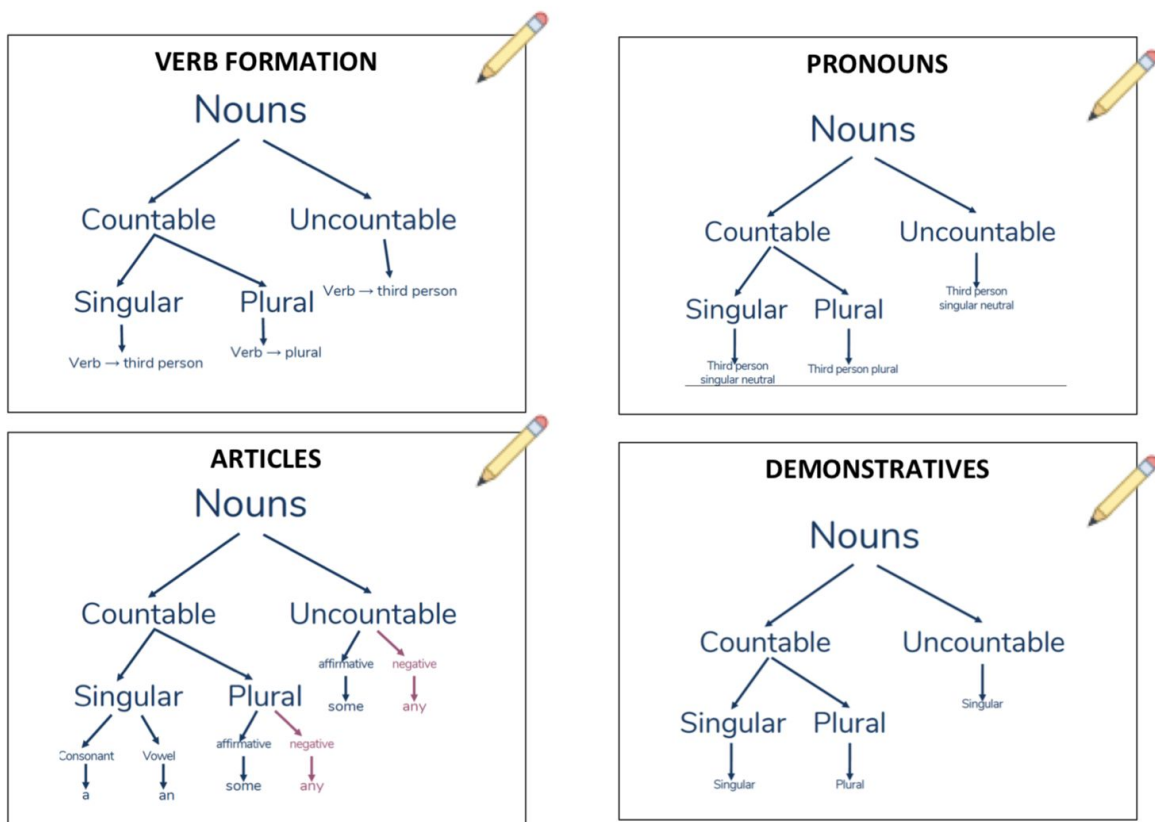 VERB FORMATION
Nouns
Countable Uncountable
Singular Plural Verb → third person
Verb → third person Verb → plural
PRONOUNS
Nouns
Countable Uncountable
Third person
singular neutral
Singular Plural
Third person
singular neutral
Third person plural
ARTICLES
Nouns
Countable Uncountable
affirmative negative
some any
Singular Plural
Consonant Vowel affirmative negative
a an some any
DEMONSTRATIVES
Nouns
Countable Uncountable
Singular
Singular Plural
Singular Plural